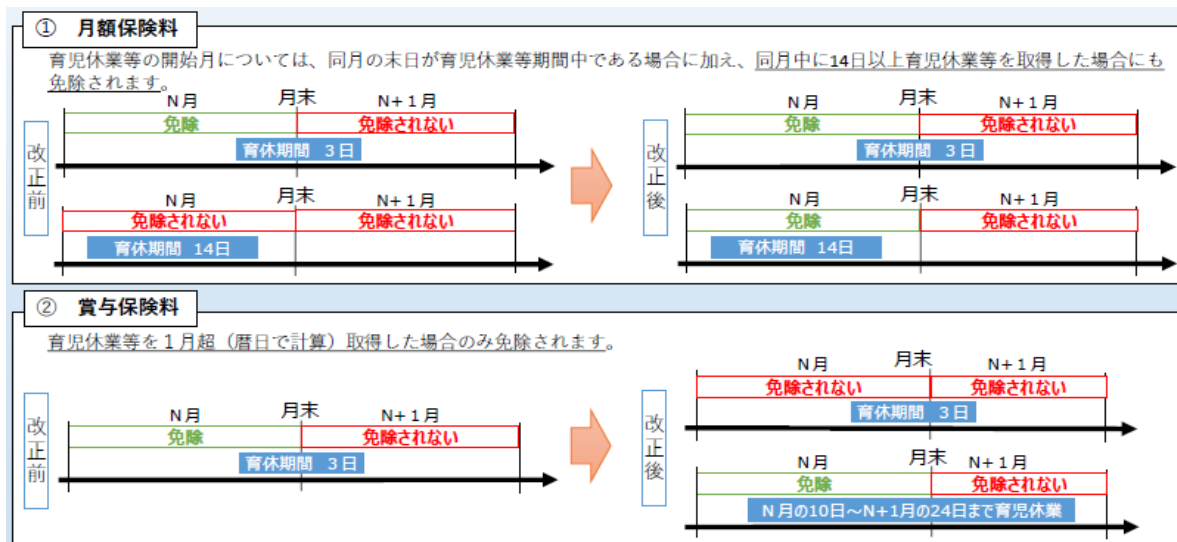 ① 月額保険料
育児休業等の開始月については、同月の末日が育児休業等期間中である場合に加え、同月中に14日以上育児休業等を取得した場合にも
免除されます。
改正前
N月 月末 N+1月
免除 免除されない
育休期間 3日
N月 月末 N+1月
免除されない 免除されない
育休期間 14日
改正後
N月 月末 N+1月
免除 免除されない
育休期間 3日
N月 月末 N+1月
免除 免除されない
育休期間 14日
② 賞与保険料
育児休業等を1月超（暦日で計算）取得した場合のみ免除されます。
改正前
N月 月末 N+1月
免除 免除されない
育休期間 3日
改正後
N月 月末 N+1月
免除されない 免除されない
育休期間 3日
N月 月末 N+1月
免除 免除されない
N月の10日～N+1月の24日まで育児休業